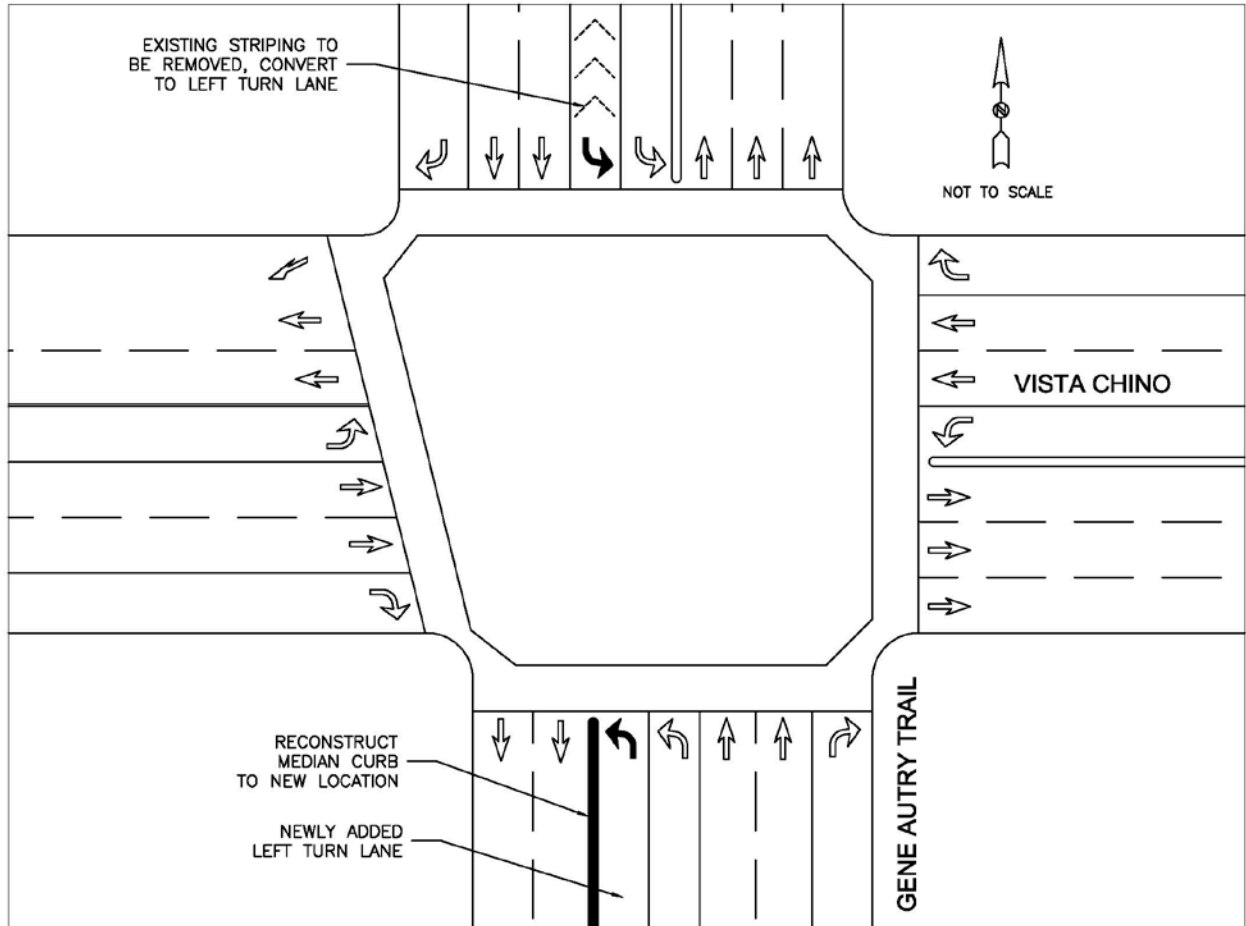 EXISTING STRIPING TO
BE REMOVED, CONVERT
TO LEFT TURN LANE
N
NOT TO SCALE
VISTA CHINO
RECONSTRUCT
MEDIAN CURB
TO NEW LOCATION
NEWLY ADDED
LEFT TURN LANE
GENE AUTRY TRAIL